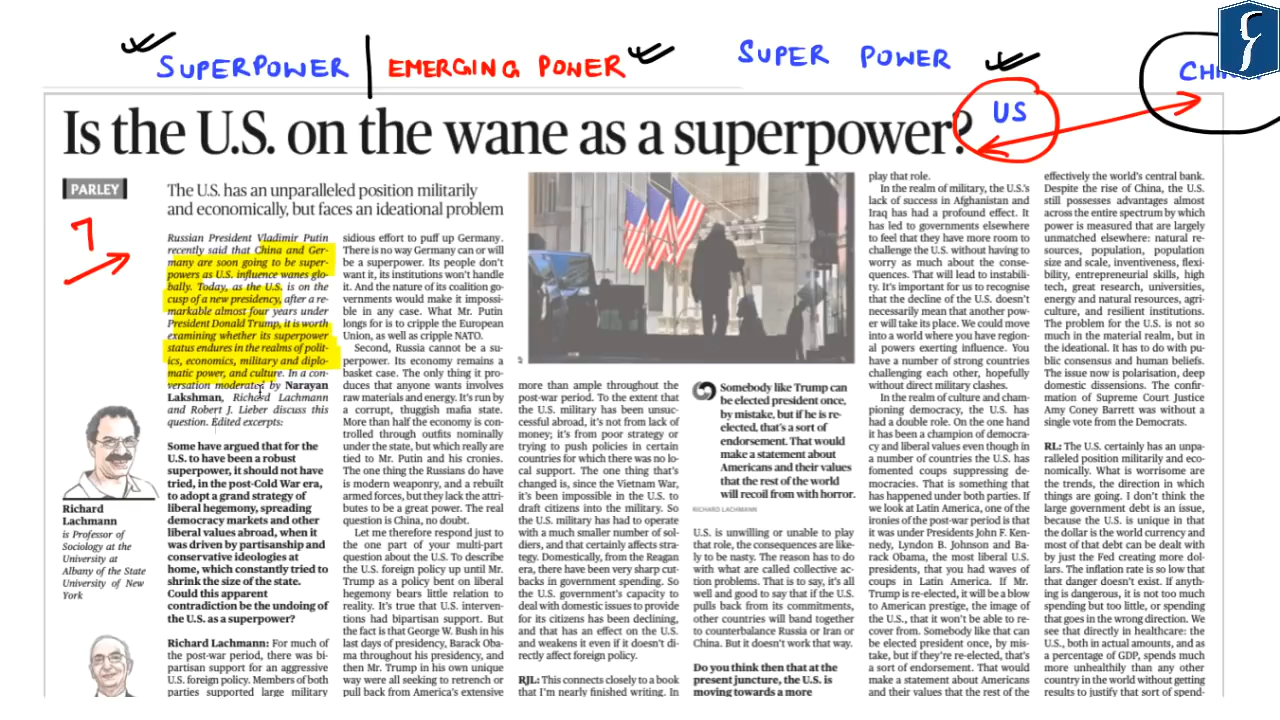 SUPERPOWER
EMERGING POWER
SUPER POWER
US
Is the U.S. on the wane as a superpower?
PARLEY
7
The U.S. has an unparalleled position militarily
and economically, but faces an ideational problem
Russian President Vladimir Putin
recently said that China and Ger-
many are soon going to be super-
powers as U.S. influence wanes glo-
bally. Today, as the U.S. is on the
cusp of a new presidency, after a re-
markable almost four years under
President Donald Trump, it is worth
examining whether its superpower
status endures in the realms of polit-
ics, economics, military and diplo-
matic power, and culture. In a con-
versation moderated by Narayan
Lakshman, Richard Lachmann
and Robert J. Lieber discuss this
question. Edited excerpts:
Some have argued that for the
U.S. to have been a robust
superpower, it should not have
tried, in the post-Cold War era,
to adopt a grand strategy of
liberal hegemony, spreading
democracy markets and other
liberal values abroad, when it
was driven by partisanship and
conservative ideologies at
home, which constantly tried to
shrink the size of the state.
Could this apparent
contradiction be the undoing of
the U.S. as a superpower?
Richard Lachmann: For much of
the post-war period, there was bi-
partisan support for an aggressive
U.S. foreign policy. Members of both
parties supported large military
Richard
Lachmann
is Professor of
Sociology at the
University at
Albany of the State
University of New
York
sidious effort to puff up Germany.
There is no way Germany can or will
be a superpower. Its people don't
want it, its institutions won't handle
it. And the nature of its coalition go-
vernments would make it impossi-
ble in any case. What Mr. Putin
longs for is to cripple the European
Union, as well as cripple NATO.
Second, Russia cannot be a su-
perpower. Its economy remains a
basket case. The only thing it pro-
duces that anyone wants involves
raw materials and energy. It's run by
a corrupt, thuggish mafia state.
More than half the economy is con-
trolled through outfits nominally
under the state, but which really are
tied to Mr. Putin and his cronies.
The one thing the Russians do have
is modern weaponry, and a rebuilt
armed forces, but they lack the attri-
butes to be a great power. The real
question is China, no doubt.
Let me therefore respond just to
the one part of your multi-part
question about the U.S. To describe
the U.S. foreign policy up until Mr.
Trump as a policy bent on liberal
hegemony bears little relation to
reality. It's true that U.S. interven-
tions had bipartisan support. But
the fact is that George W. Bush in his
last days of presidency, Barack Oba-
ma throughout his presidency, and
then Mr. Trump in his own unique
way were all seeking to retrench or
pull back from America's extensive
more than ample throughout the
post-war period. To the extent that
the U.S. military has been unsuc-
cessful abroad, it's not from lack of
money; it's from poor strategy or
trying to push policies in certain
countries for which there was no lo-
cal support. The one thing that's
changed is, since the Vietnam War,
it's been impossible in the U.S. to
draft citizens into the military. So
the U.S. military has had to operate
with a much smaller number of sol-
diers, and that certainly affects stra-
tegy. Domestically, from the Reagan
era, there have been very sharp cut-
backs in government spending. So
the U.S. government's capacity to
deal with domestic issues to provide
for its citizens has been declining,
and that has an effect on the U.S.
and weakens it even if it doesn't di-
rectly affect foreign policy.
RJL: This connects closely to a book
that I'm nearly finished writing. In
Somebody like Trump can
be elected president once,
by mistake, but if he is re-
elected, that's a sort of
endorsement. That would
make a statement about
Americans and their values
that the rest of the world
will recoil from with horror.
RICHARD LACHMANN
U.S. is unwilling or unable to play
that role, the consequences are like-
ly to be nasty. The reason has to do
with what are called collective ac-
tion problems. That is to say, it's all
well and good to say that if the U.S.
pulls back from its commitments,
other countries will band together
to counterbalance Russia or Iran or
China. But it doesn't work that way.
Do you think then that at the
present juncture, the U.S. is
moving towards a more
play that role.
In the realm of military, the U.S.'s
lack of success in Afghanistan and
Iraq has had a profound effect. It
has led to governments elsewhere
to feel that they have more room to
challenge the U.S. without having to
worry as much about the conse-
quences. That will lead to instabili-
ty. It's important for us to recognise
that the decline of the U.S. doesn't
necessarily mean that another pow-
er will take its place. We could move
into a world where you have region-
al powers exerting influence. You
have a number of strong countries
challenging each other, hopefully
without direct military clashes.
In the realm of culture and cham-
pioning democracy, the U.S. has
had a double role. On the one hand
it has been a champion of democra-
cy and liberal values even though in
a number of countries the U.S. has
fomented coups suppressing de-
mocracies. That is something that
has happened under both parties. If
we look at Latin America, one of the
ironies of the post-war period is that
it was under Presidents John F. Ken-
nedy, Lyndon B. Johnson and Ba-
rack Obama, the most liberal U.S.
presidents, that you had waves of
coups in Latin America. If Mr.
Trump is re-elected, it will be a blow
to American prestige, the image of
the U.S., that it won't be able to re-
cover from. Somebody like that can
be elected president once, by mis-
take, but if they're re-elected, that's
a sort of endorsement. That would
make a statement about Americans
and their values that the rest of the
effectively the world's central bank.
Despite the rise of China, the U.S.
still possesses advantages almost
across the entire spectrum by which
power is measured that are largely
unmatched elsewhere: natural re-
sources, population, population
size and scale, inventiveness, flexi-
bility, entrepreneurial skills, high
tech, great research, universities,
energy and natural resources, agri-
culture, and resilient institutions.
The problem for the U.S. is not so
much in the material realm, but in
the ideational. It has to do with pu-
blic consensus and human beliefs.
The issue now is polarisation, deep
domestic dissensions. The confir-
mation of Supreme Court Justice
Amy Coney Barrett was without a
single vote from the Democrats.
RL: The U.S. certainly has an unpa-
ralleled position militarily and eco-
nomically. What is worrisome are
the trends, the direction in which
things are going. I don't think the
large government debt is an issue,
because the U.S. is unique in that
the dollar is the world currency and
most of that debt can be dealt with
by just the Fed creating more dol-
lars. The inflation rate is so low that
that danger doesn't exist. If anyth-
ing is dangerous, it is not too much
spending but too little, or spending
that goes in the wrong direction. We
see that directly in healthcare: the
U.S., both in actual amounts, and as
a percentage of GDP, spends much
more unhealthily than any other
country in the world without getting
results to justify that sort of spend-